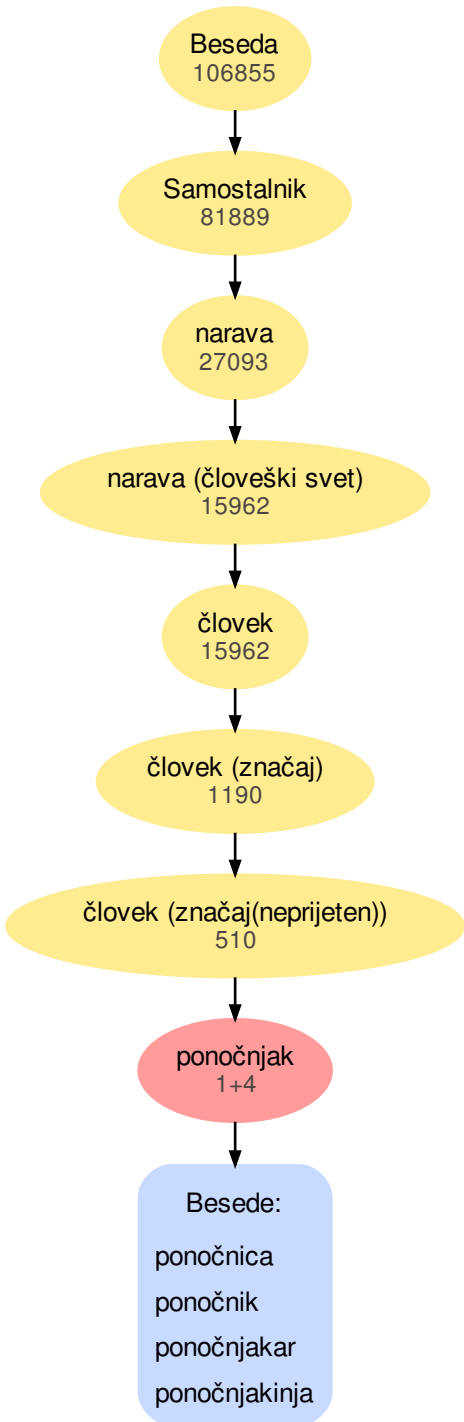 Beseda
106855
Samostalnik
81889
narava
27093
narava (človeški svet)
15962
človek
15962
človek (značaj)
1190
človek (značaj(neprijeten))
510
ponočnjak
1+4
Besede:
ponočnica
ponočnik
ponočnjakar
ponočnjakinja